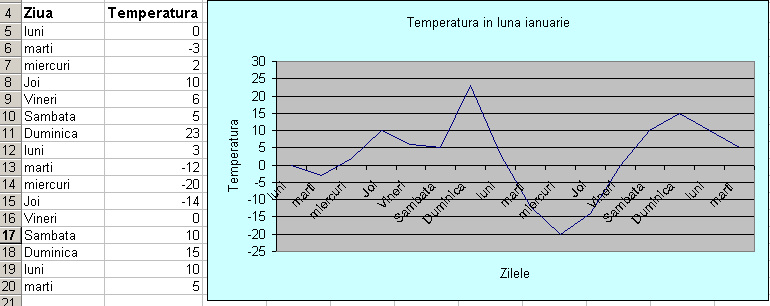 4 Ziua Temperatura
5 luni 0
6 marti -3
7 miercuri 2
8 Joi 10
9 Vineri 6
10 Sambata 5
11 Duminica 23
12 luni 3
13 marti -12
14 miercuri -20
15 Joi -14
16 Vineri 0
17 Sambata 10
18 Duminica 15
19 luni 10
20 marti 5
21
Temperatura in luna ianuarie
Temperatura
30
25
20
15
10
5
0
-5
-10
-15
-20
-25
luni marti miercuri Joi Vineri Sambata Duminica luni marti miercuri Joi Vineri Sambata Duminica luni marti
Zilele